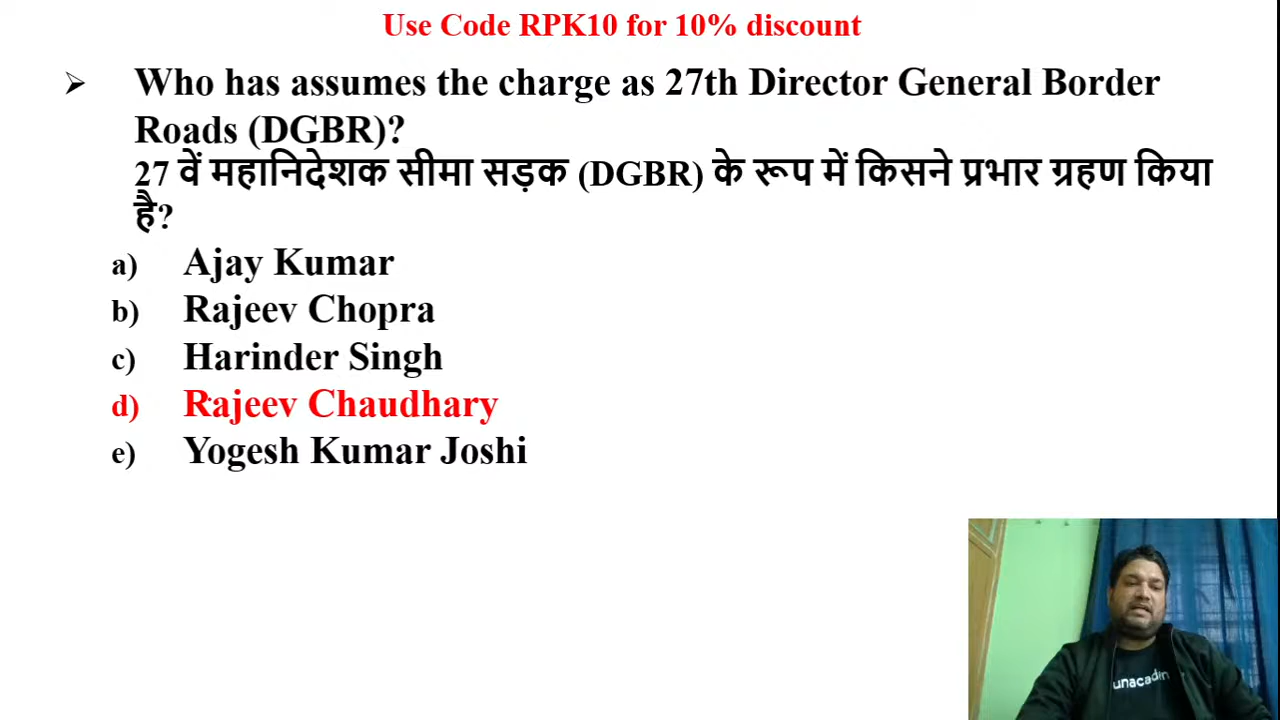 Use Code RPK10 for 10% discount
➢ Who has assumes the charge as 27th Director General Border
Roads (DGBR)?
27 वें महानिदेशक सीमा सड़क (DGBR) के रूप में किसने प्रभार ग्रहण किया
है?
a) Ajay Kumar
b) Rajeev Chopra
c) Harinder Singh
d) Rajeev Chaudhary
e) Yogesh Kumar Joshi